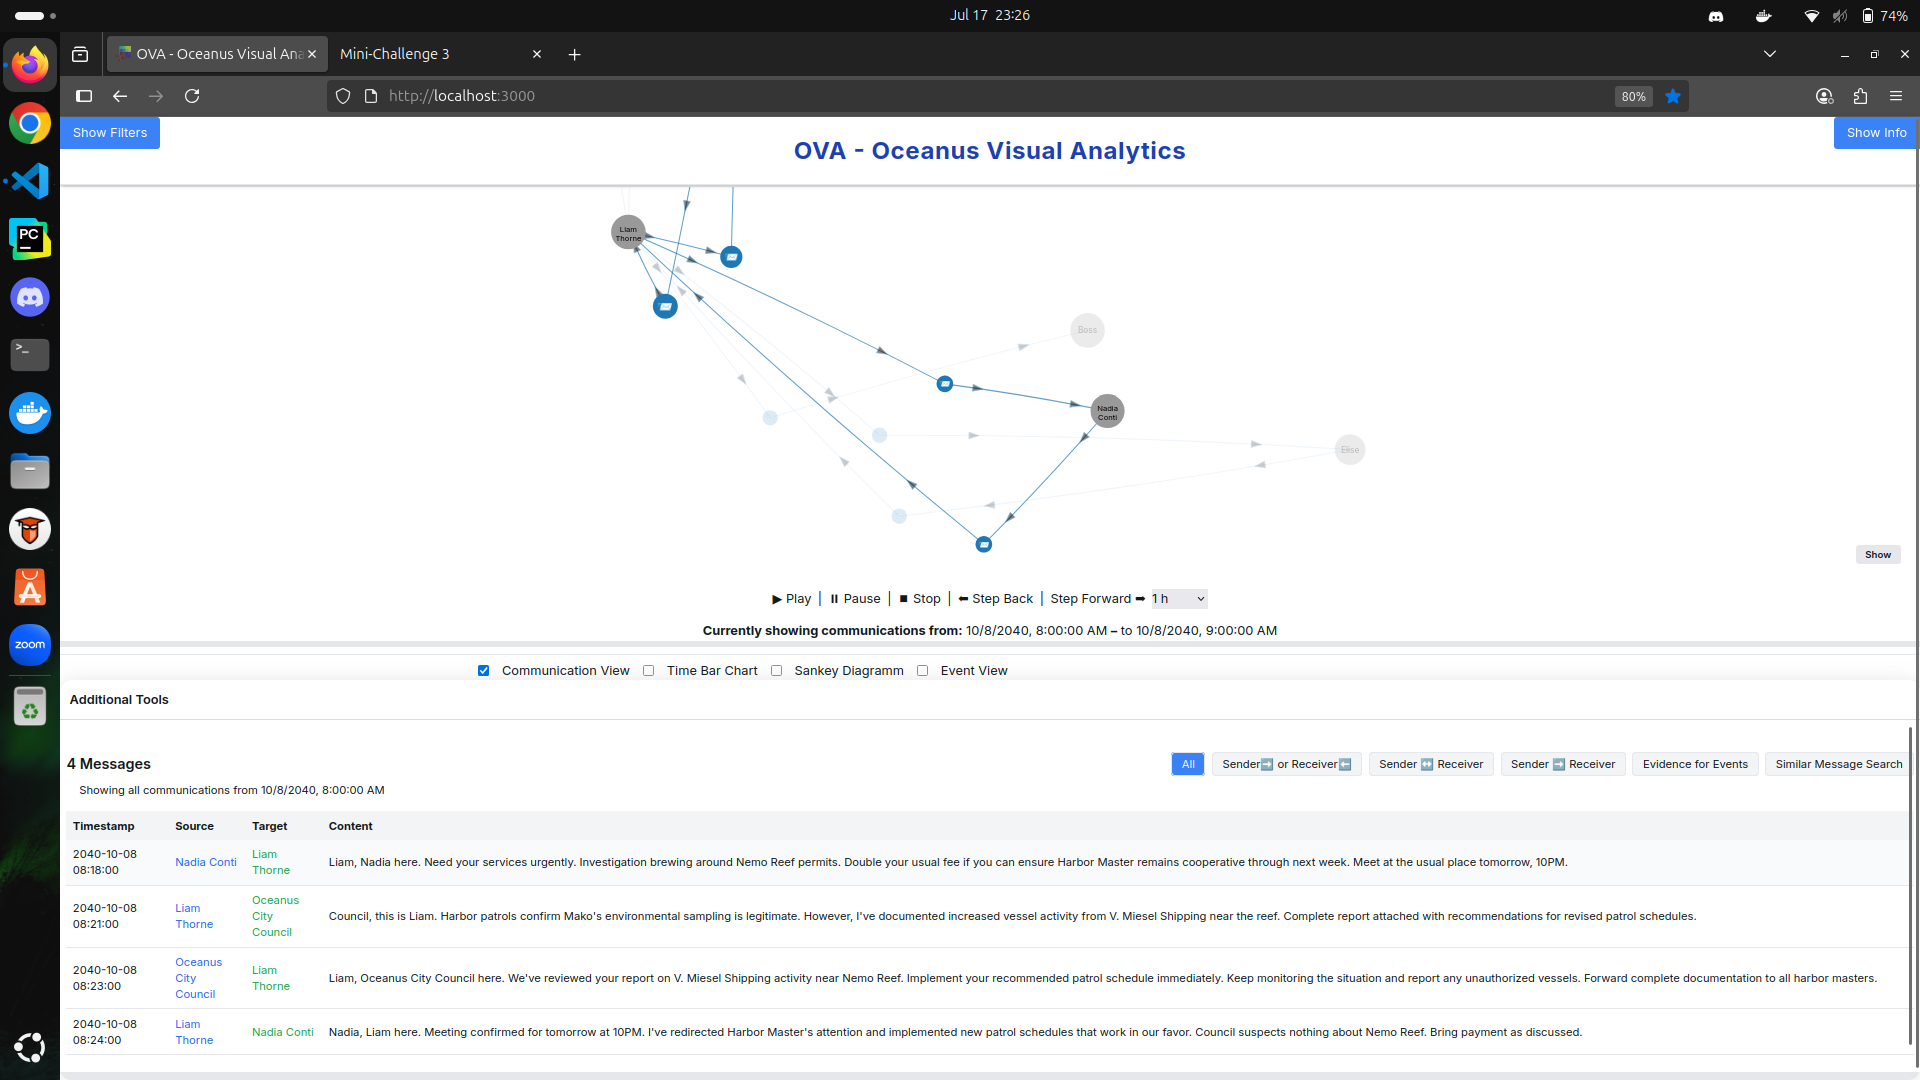 Jul 17 23:26
74%
OVA - Oceanus Visual Ana
Mini-Challenge 3
http://localhost:3000
80%
Show Filters
OVA - Oceanus Visual Analytics
Show Info
Liam
Thorne
Boss
Nadia
Conti
Elise
Show
▶ Play | ⏸ Pause | ⏹ Stop | ⬅ Step Back | Step Forward ➡ 1 h
Currently showing communications from: 10/8/2040, 8:00:00 AM – to 10/8/2040, 9:00:00 AM
Communication View Time Bar Chart Sankey Diagramm Event View
Additional Tools
4 Messages
All
Sender➡ or Receiver⬅
Sender ↔ Receiver
Sender ➡ Receiver
Evidence for Events
Similar Message Search
Showing all communications from 10/8/2040, 8:00:00 AM
Timestamp Source Target Content
2040-10-08
08:18:00
Nadia Conti
Liam
Thorne
Liam, Nadia here. Need your services urgently. Investigation brewing around Nemo Reef permits. Double your usual fee if you can ensure Harbor Master remains cooperative through next week. Meet at the usual place tomorrow, 10PM.
2040-10-08
08:21:00
Liam
Thorne
Oceanus
City
Council
Council, this is Liam. Harbor patrols confirm Mako's environmental sampling is legitimate. However, I've documented increased vessel activity from V. Miesel Shipping near the reef. Complete report attached with recommendations for revised patrol schedules.
2040-10-08
08:23:00
Oceanus
City
Council
Liam
Thorne
Liam, Oceanus City Council here. We've reviewed your report on V. Miesel Shipping activity near Nemo Reef. Implement your recommended patrol schedule immediately. Keep monitoring the situation and report any unauthorized vessels. Forward complete documentation to all harbor masters.
2040-10-08
08:24:00
Liam
Thorne
Nadia Conti
Nadia, Liam here. Meeting confirmed for tomorrow at 10PM. I've redirected Harbor Master's attention and implemented new patrol schedules that work in our favor. Council suspects nothing about Nemo Reef. Bring payment as discussed.
PC
>_
zoom